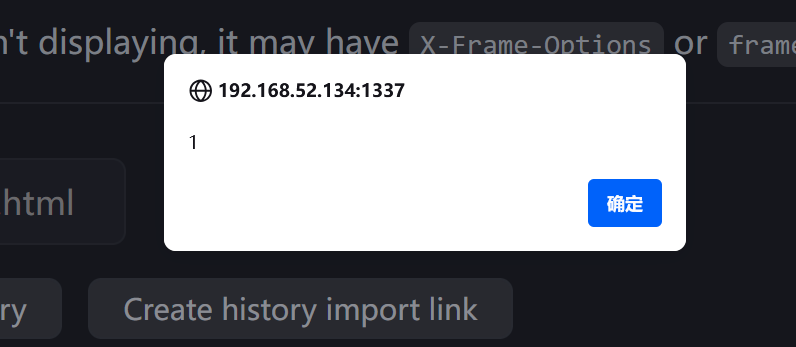 n't displaying, it may have X-Frame-Options or frame
192.168.52.134:1337
1
.html
确定
ry
Create history import link